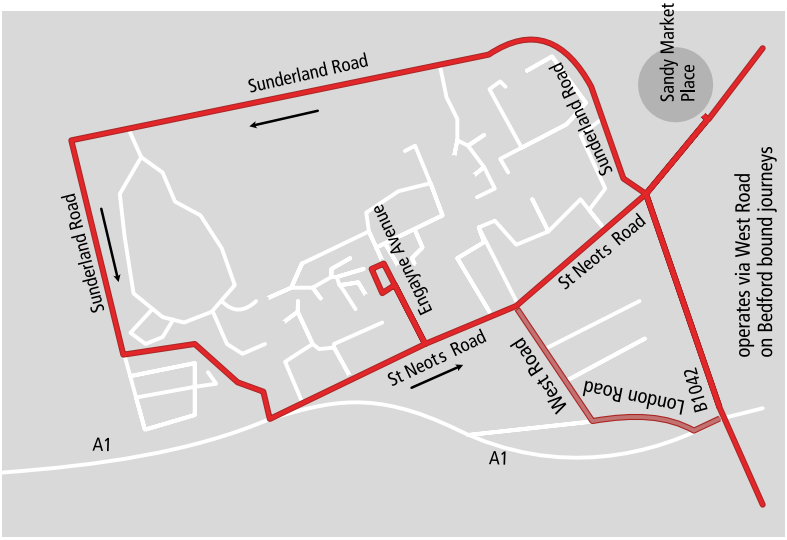 Sandy Market
Place
Sunderland Road
Sunderland Road
Sunderland Road
Engayne Avenue
St Neots Road
St Neots Road
operates via West Road
on Bedford bound journeys
West Road
London Road
B1042
A1
A1